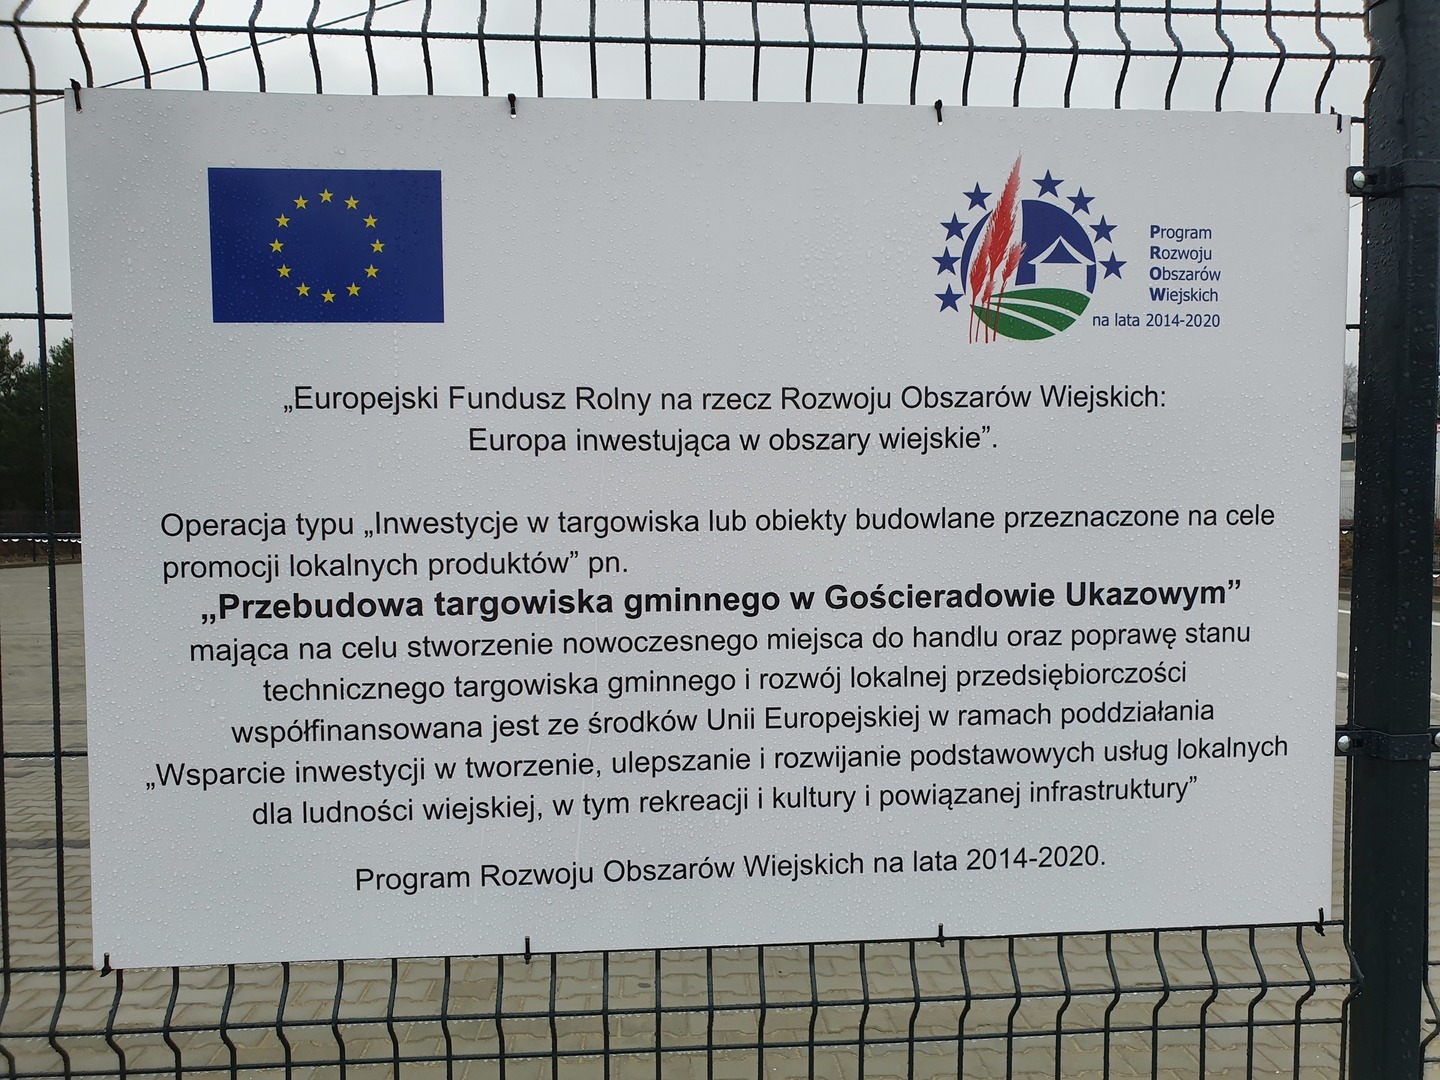 Program
Rozwoju
Obszarów
Wiejskich
na lata 2014-2020
„Europejski Fundusz Rolny na rzecz Rozwoju Obszarów Wiejskich:
Europa inwestująca w obszary wiejskie”.
Operacja typu „Inwestycje w targowiska lub obiekty budowlane przeznaczone na cele
promocji lokalnych produktów” pn.
„Przebudowa targowiska gminnego w Gościeradowie Ukazowym”
mająca na celu stworzenie nowoczesnego miejsca do handlu oraz poprawę stanu
technicznego targowiska gminnego i rozwój lokalnej przedsiębiorczości
współfinansowana jest ze środków Unii Europejskiej w ramach poddziałania
„Wsparcie inwestycji w tworzenie, ulepszanie i rozwijanie podstawowych usług lokalnych
dla ludności wiejskiej, w tym rekreacji i kultury i powiązanej infrastruktury”
Program Rozwoju Obszarów Wiejskich na lata 2014-2020.